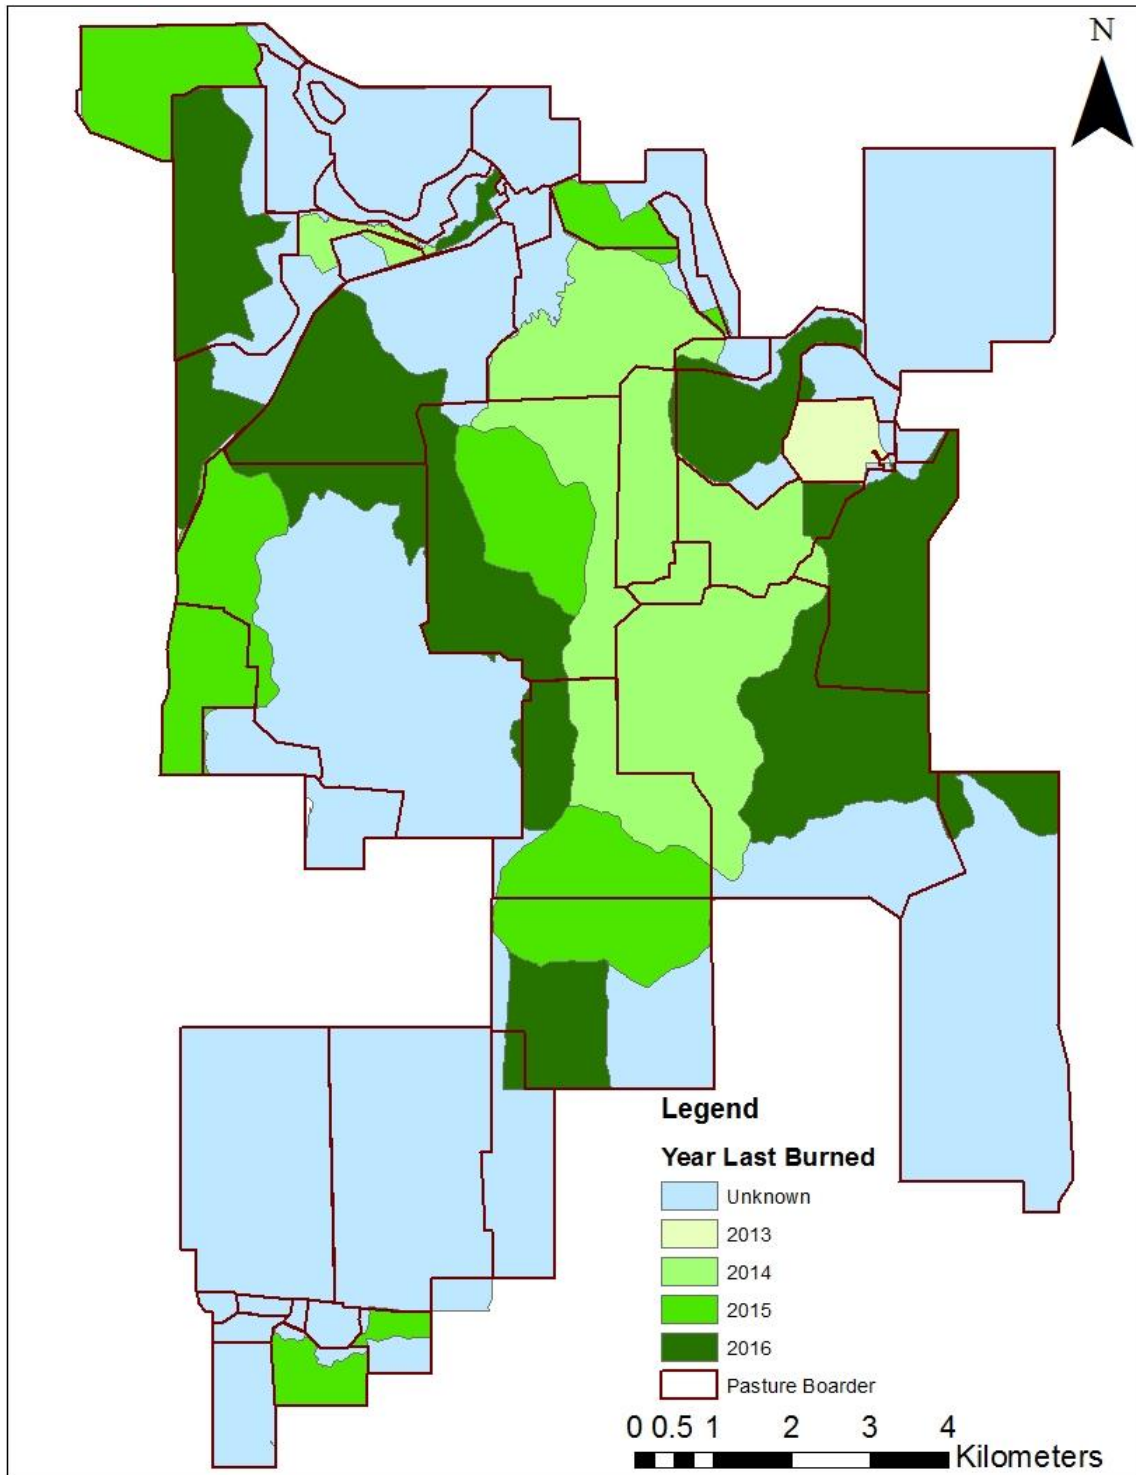 N
Legend
Year Last Burned
Unknown
2013
2014
2015
2016
Pasture Boarder
0 0.5 1 2 3 4
Kilometers